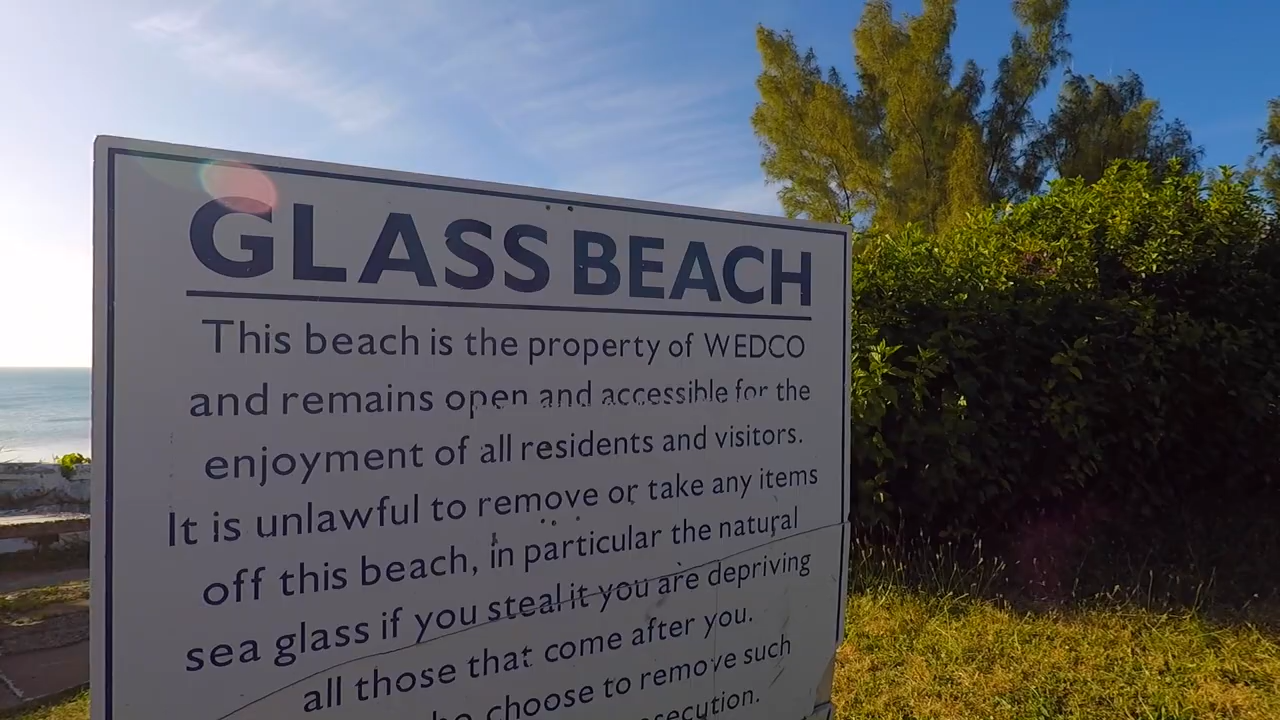 GLASS BEACH
This beach is the property of WEDCO
and remains open and accessible for the
enjoyment of all residents and visitors.
It is unlawful to remove or take any items
off this beach, in particular the natural
sea glass if you steal it you are depriving
all those that come after you.
choose to remove such